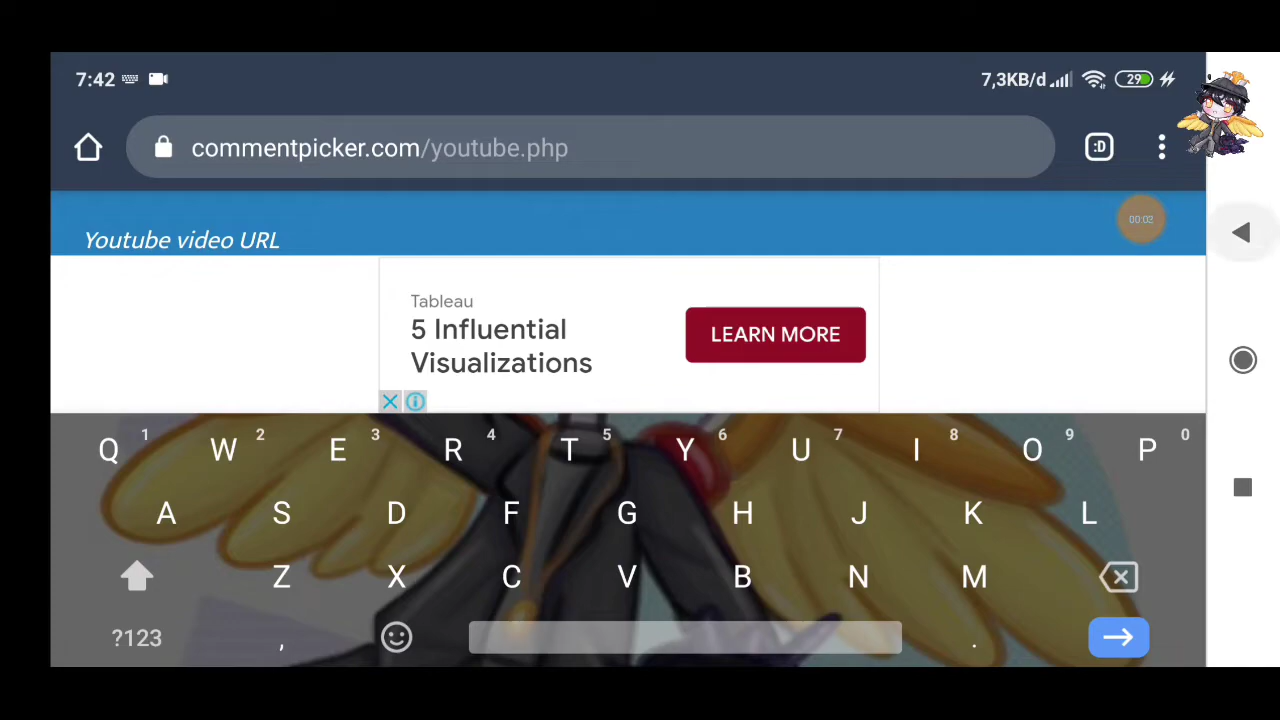 7:42
7,3KB/d
29
commentpicker.com/youtube.php
:D
Youtube video URL
00:02
Tableau
5 Influential
Visualizations
LEARN MORE
Q 1 W 2 E 3 R 4 T 5 Y 6 U 7 I 8 O 9 P 0
A S D F G H J K L
Z X C V B N M
?123 , .